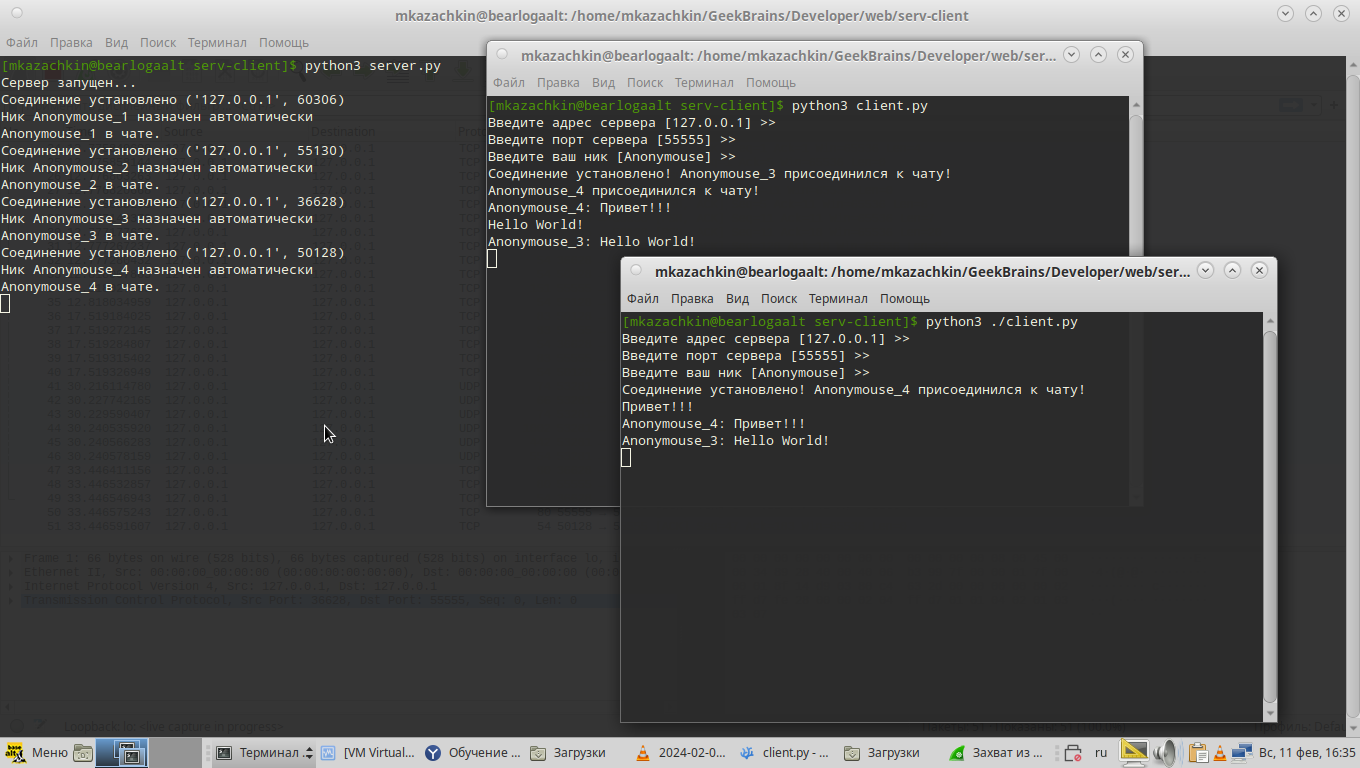 mkazachkin@bearlogaalt: /home/mkazachkin/GeekBrains/Developer/web/serv-client
Файл Правка Вид Поиск Терминал Помощь
[mkazachkin@bearlogaalt serv-client]$ python3 server.py
Сервер запущен...
Соединение установлено ('127.0.0.1', 60306)
Ник Anonymouse_1 назначен автоматически
Anonymouse_1 в чате.
Соединение установлено ('127.0.0.1', 55130)
Ник Anonymouse_2 назначен автоматически
Anonymouse_2 в чате.
Соединение установлено ('127.0.0.1', 36628)
Ник Anonymouse_3 назначен автоматически
Anonymouse_3 в чате.
Соединение установлено ('127.0.0.1', 50128)
Ник Anonymouse_4 назначен автоматически
Anonymouse_4 в чате.
mkazachkin@bearlogaalt: /home/mkazachkin/GeekBrains/Developer/web/ser...
Файл Правка Вид Поиск Терминал Помощь
[mkazachkin@bearlogaalt serv-client]$ python3 client.py
Введите адрес сервера [127.0.0.1] >>
Введите порт сервера [55555] >>
Введите ваш ник [Anonymouse] >>
Соединение установлено! Anonymouse_3 присоединился к чату!
Anonymouse_4 присоединился к чату!
Anonymouse_4: Привет!!!
Hello World!
Anonymouse_3: Hello World!
mkazachkin@bearlogaalt: /home/mkazachkin/GeekBrains/Developer/web/ser...
Файл Правка Вид Поиск Терминал Помощь
[mkazachkin@bearlogaalt serv-client]$ python3 ./client.py
Введите адрес сервера [127.0.0.1] >>
Введите порт сервера [55555] >>
Введите ваш ник [Anonymouse] >>
Соединение установлено! Anonymouse_4 присоединился к чату!
Привет!!!
Anonymouse_4: Привет!!!
Anonymouse_3: Hello World!
Loopback: lo: <live capture in progress>
Меню Терминал ... [VM Virtual... Обучение ... Загрузки 2024-02-0... client.py - ... Загрузки Захват из ... ru Вс, 11 фев, 16:35